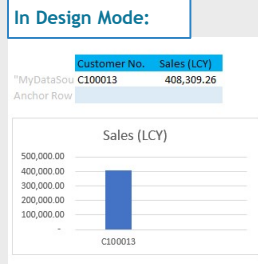 In Design Mode:
Customer No. Sales (LCY)
"MyDataSou C100013 408,309.26
Anchor Row
Sales (LCY)
500,000.00
400,000.00
300,000.00
200,000.00
100,000.00
-
C100013